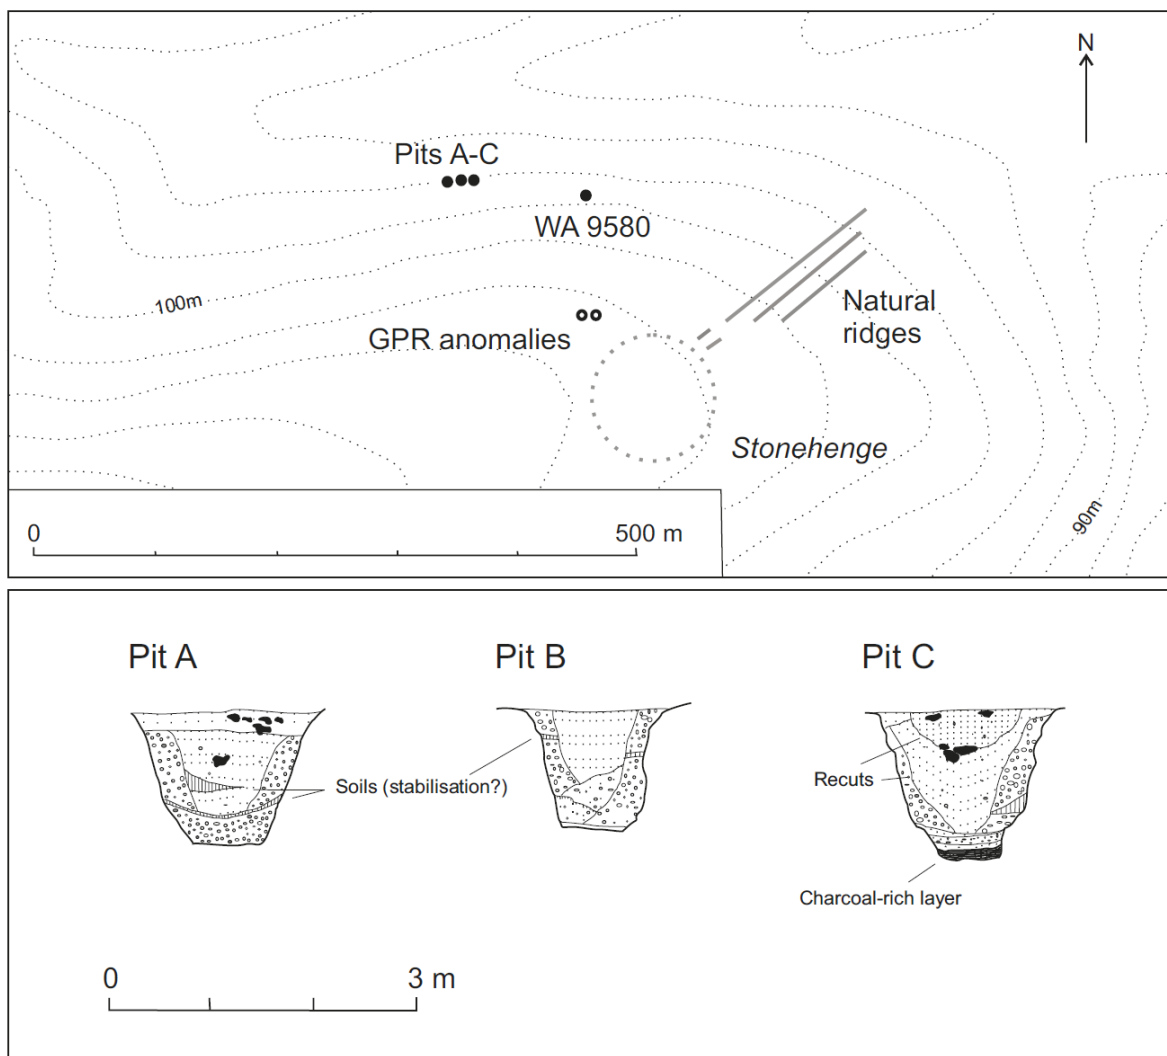 N
Pits A-C
WA 9580
100m
Natural
ridges
GPR anomalies
Stonehenge
90m
0
500 m
Pit A
Pit B
Pit C
Soils (stabilisation?)
Recuts
Charcoal-rich layer
0
3 m